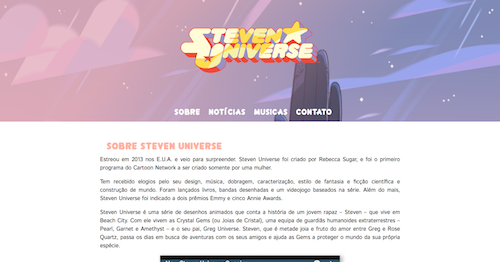 STEVEN
UNIVERSE
SOBRE NOTÍCIAS MUSICAS CONTATO
SOBRE STEVEN UNIVERSE
Estreou em 2013 nos E.U.A. e veio para surpreender. Steven Universe foi criado por Rebecca Sugar, e foi o primeiro
programa do Cartoon Network a ser criado somente por uma mulher.
Tem recebido elogios pelo seu design, música, dobragem, caracterização, estilo de fantasia e ficção científica e
construção de mundo. Foram lançados livros, bandas desenhadas e um videojogo baseados na série. Além do mais,
Steven Universe foi indicado a dois prêmios Emmy e cinco Annie Awards.
Steven Universe é uma série de desenhos animados que conta a história de um jovem rapaz – Steven – que vive em
Beach City. Com ele vivem as Crystal Gems (ou Joias de Cristal), uma equipa de guardiãs humanoides extraterrestres –
Pearl, Garnet e Amethyst – e o seu pai, Greg Universe. Steven, que é metade joia e fruto do amor entre Greg e Rose
Quartz, passa os dias em busca de aventuras com os seus amigos e ajuda as Gems a proteger o mundo da sua própria
espécie.